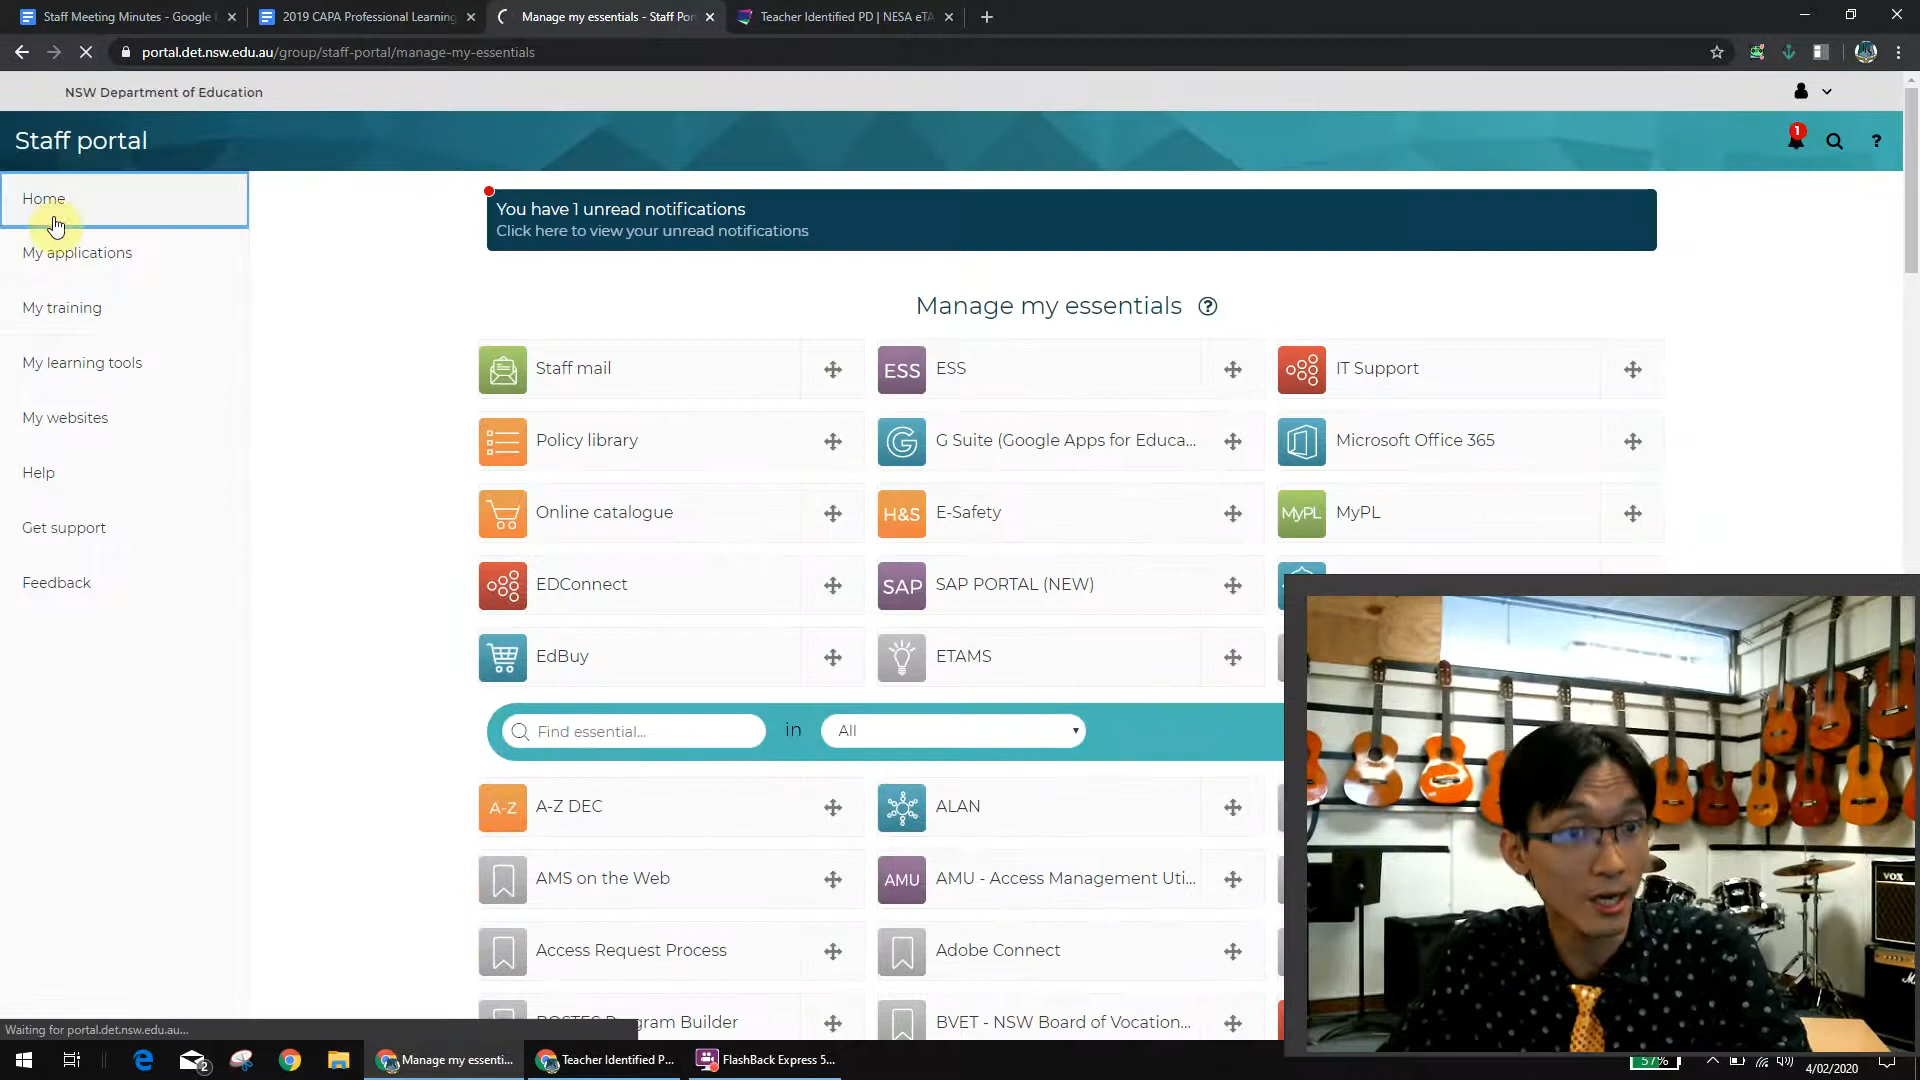 Staff Meeting Minutes - Google
2019 CAPA Professional Learning
Manage my essentials - Staff Por
Teacher Identified PD | NESA eTA
portal.det.nsw.edu.au/group/staff-portal/manage-my-essentials
NSW Department of Education
Staff portal
1
?
Home
My applications
My training
My learning tools
My websites
Help
Get support
Feedback
You have 1 unread notifications
Click here to view your unread notifications
Manage my essentials ?
Staff mail
ESS ESS
IT Support
Policy library
G G Suite (Google Apps for Educa...
Microsoft Office 365
Online catalogue
H&S E-Safety
MyPL MyPL
EDConnect
SAP SAP PORTAL (NEW)
EdBuy
ETAMS
Find essential...
in
All
A-Z A-Z DEC
ALAN
AMS on the Web
AMU AMU - Access Management Uti...
Access Request Process
Adobe Connect
gram Builder
BVET - NSW Board of Vocation...
VOX
Waiting for portal.det.nsw.edu.au...
2
Manage my essenti...
Teacher Identified P...
FlashBack Express 5...
57%
4/02/2020